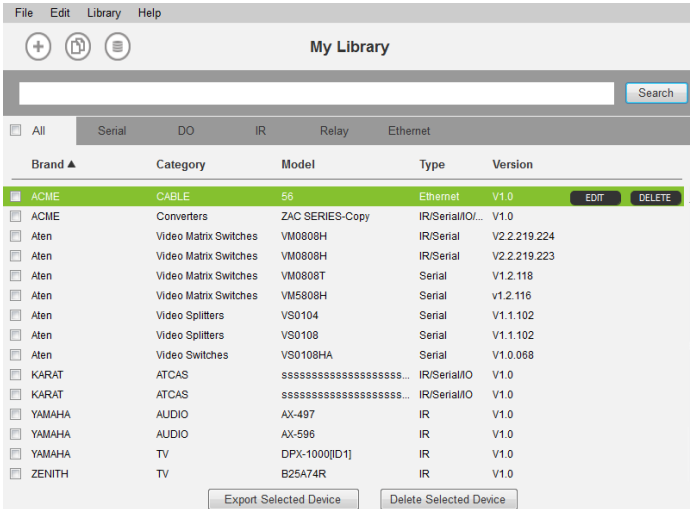 File Edit Library Help
My Library
Search
All Serial DO IR Relay Ethernet
Brand ▲ Category Model Type Version
ACME CABLE 56 Ethernet V1.0 EDIT DELETE
ACME Converters ZAC SERIES-Copy IR/Serial/IO/... V1.0
Aten Video Matrix Switches VM0808H IR/Serial V2.2.219.224
Aten Video Matrix Switches VM0808H IR/Serial V2.2.219.223
Aten Video Matrix Switches VM0808T Serial V1.2.118
Aten Video Matrix Switches VM5808H Serial v1.2.116
Aten Video Splitters VS0104 Serial V1.1.102
Aten Video Splitters VS0108 Serial V1.1.102
Aten Video Switches VS0108HA Serial V1.0.068
KARAT ATCAS ssssssssssssssssssss... IR/Serial/IO V1.0
KARAT ATCAS ssssssssssssssssssss... IR/Serial/IO V1.0
YAMAHA AUDIO AX-497 IR V1.0
YAMAHA AUDIO AX-596 IR V1.0
YAMAHA TV DPX-1000[ID1] IR V1.0
ZENITH TV B25A74R IR V1.0
Export Selected Device Delete Selected Device